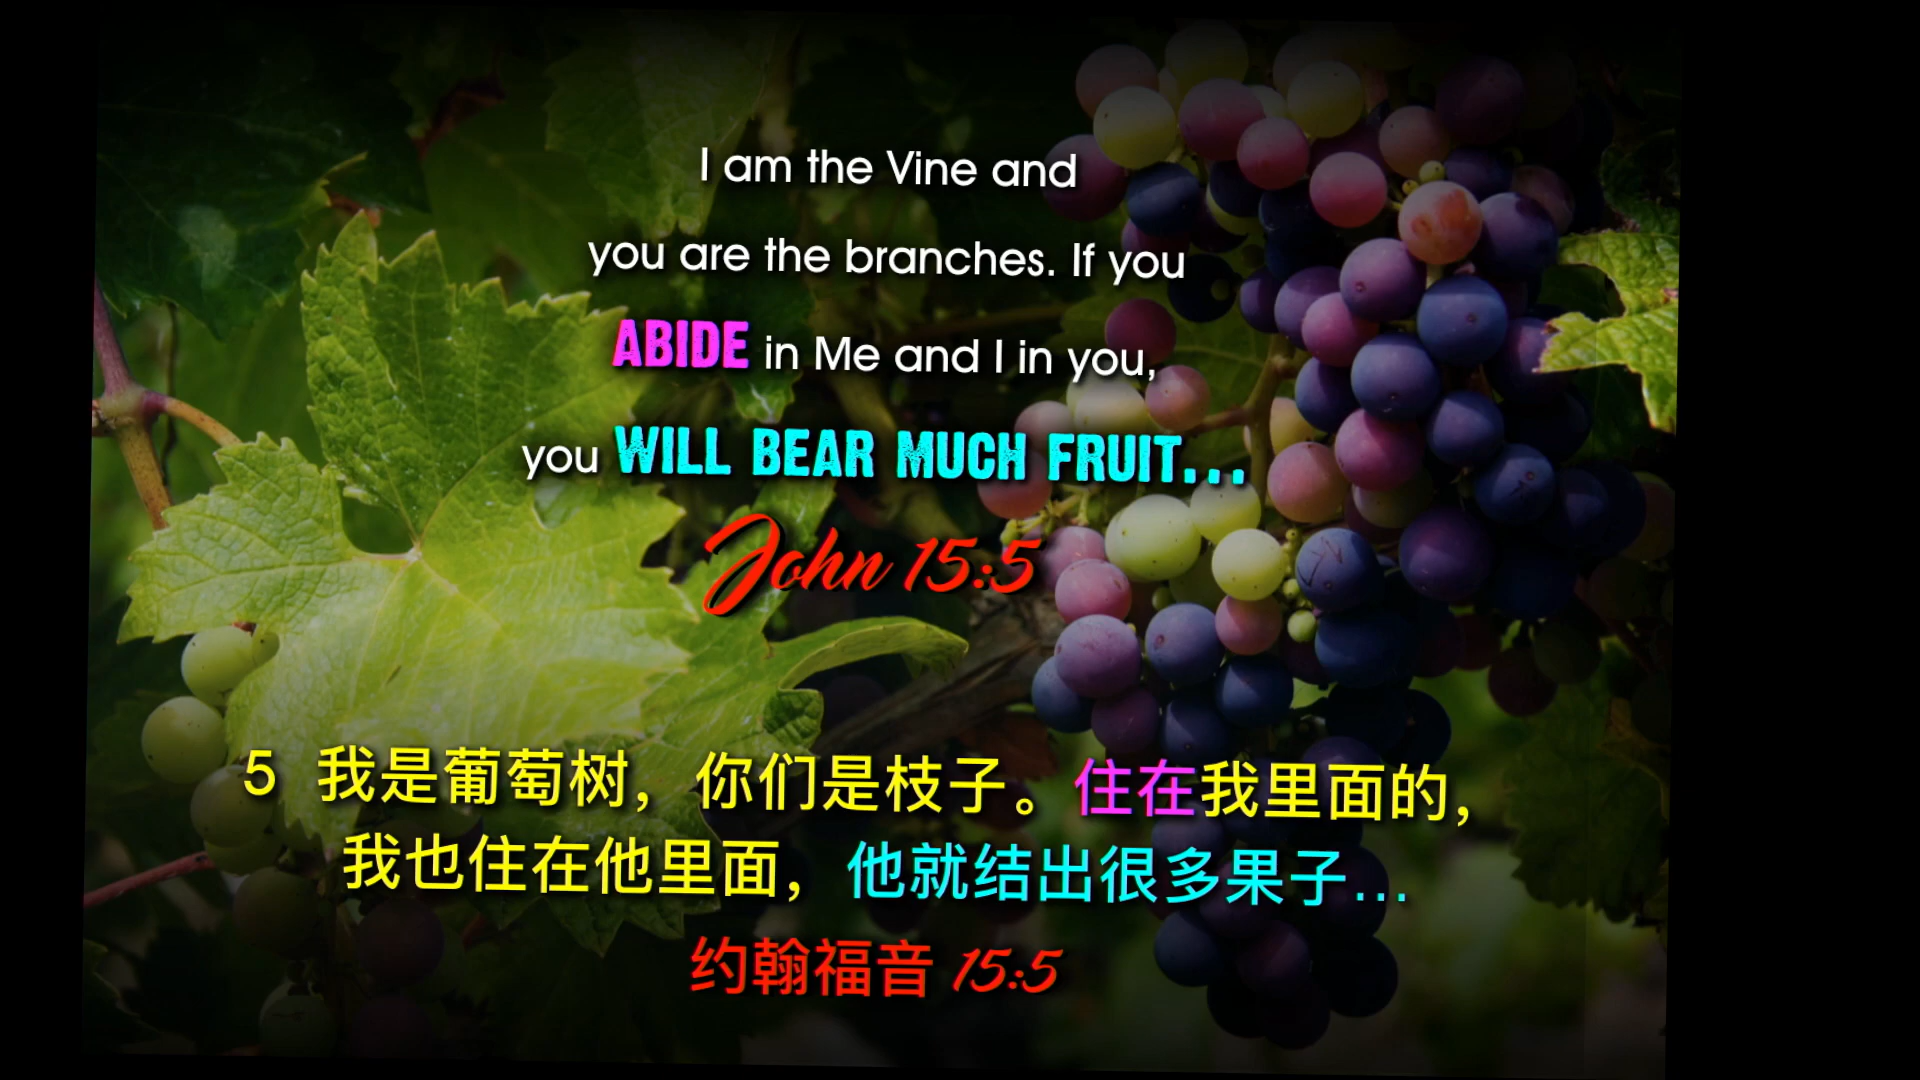 I am the Vine and
you are the branches. If you
ABIDE in Me and I in you,
you WILL BEAR MUCH FRUIT...
John 15:5
5 我是葡萄树，你们是枝子。住在我里面的，
我也住在他里面，他就结出很多果子...
约翰福音 15:5